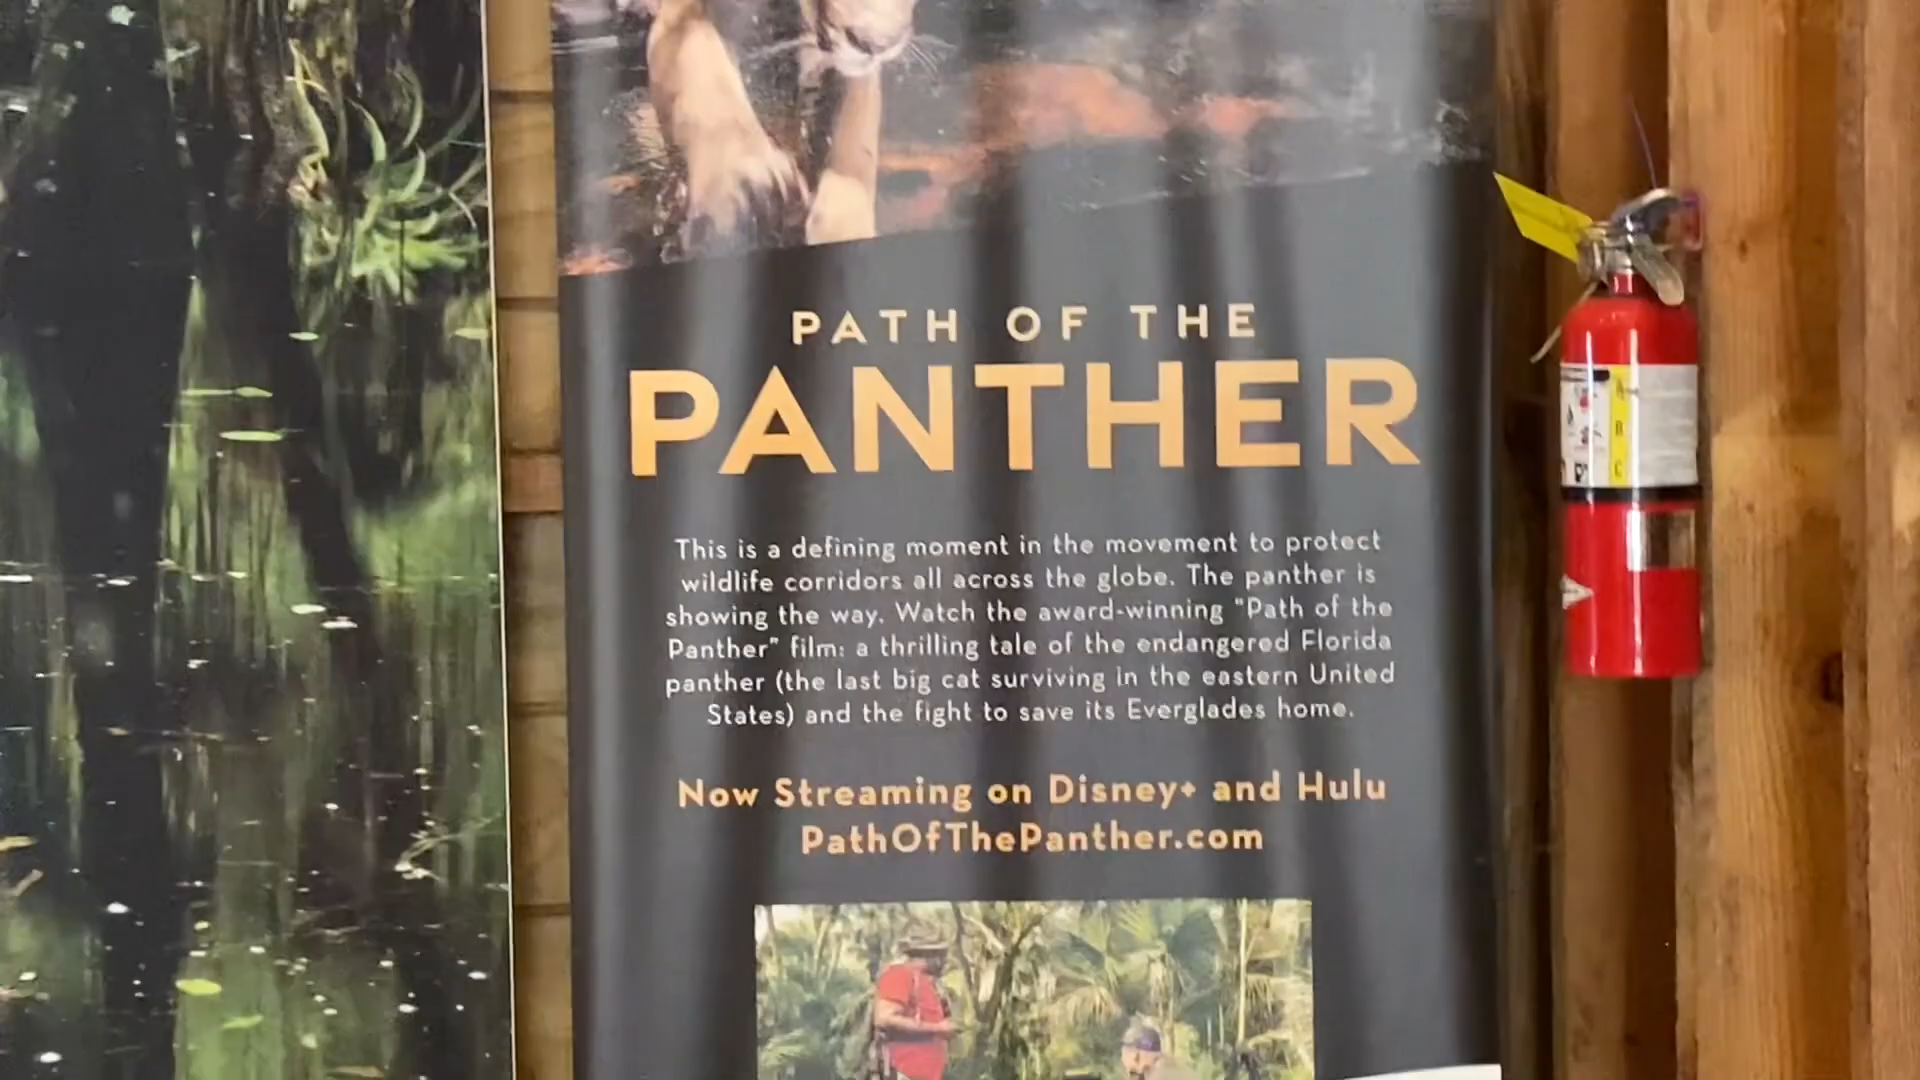 PATH OF THE
PANTHER
This is a defining moment in the movement to protect
wildlife corridors all across the globe. The panther is
showing the way. Watch the award-winning "Path of the
Panther" film: a thrilling tale of the endangered Florida
panther (the last big cat surviving in the eastern United
States) and the fight to save its Everglades home.
Now Streaming on Disney+ and Hulu
PathOfThePanther.com
A
B
C